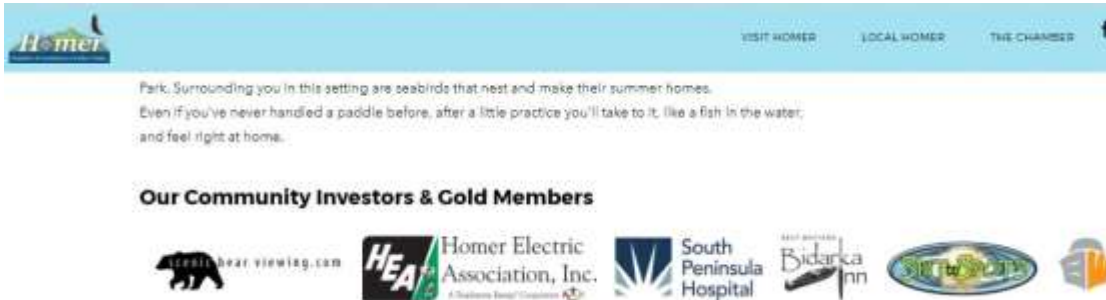 Homer
VISIT HOMER LOCAL HOMER THE CHAMBER
Park. Surrounding you in this setting are seabirds that nest and make their summer homes.
Even if you've never handled a paddle before, after a little practice you'll take to it, like a fish in the water,
and feel right at home.
Our Community Investors & Gold Members
scenic bear viewing.com
HEA Homer Electric
Association, Inc.
South
Peninsula
Hospital
BEST WESTERN
Bidarka
Inn